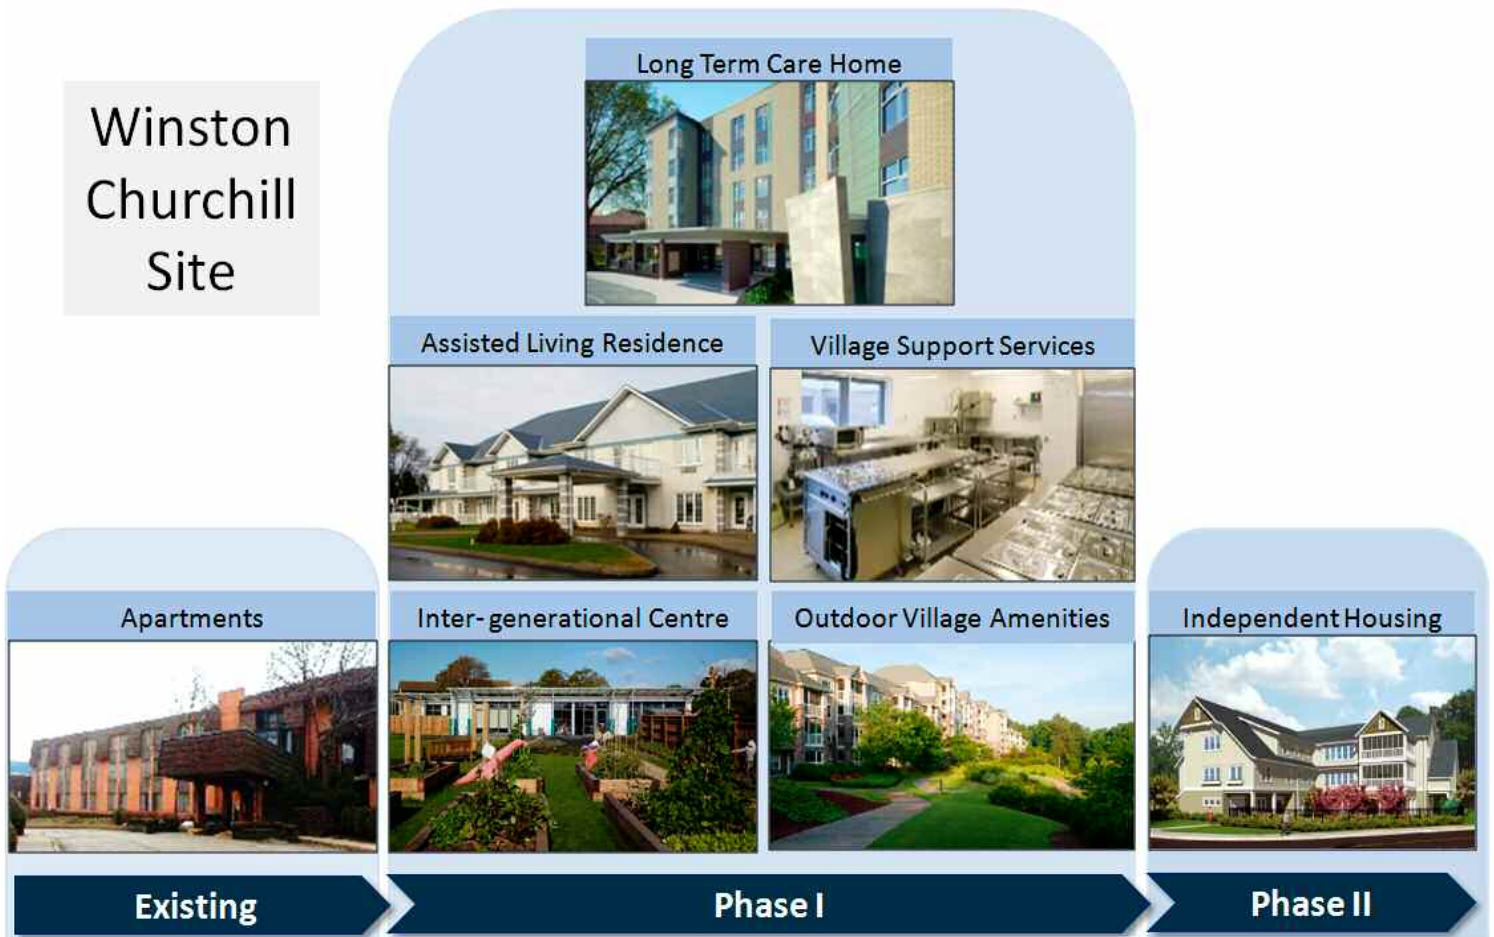 Winston
Churchill
Site
Long Term Care Home
Assisted Living Residence
Village Support Services
Apartments
Inter-generational Centre
Outdoor Village Amenities
Independent Housing
Existing
Phase I
Phase II